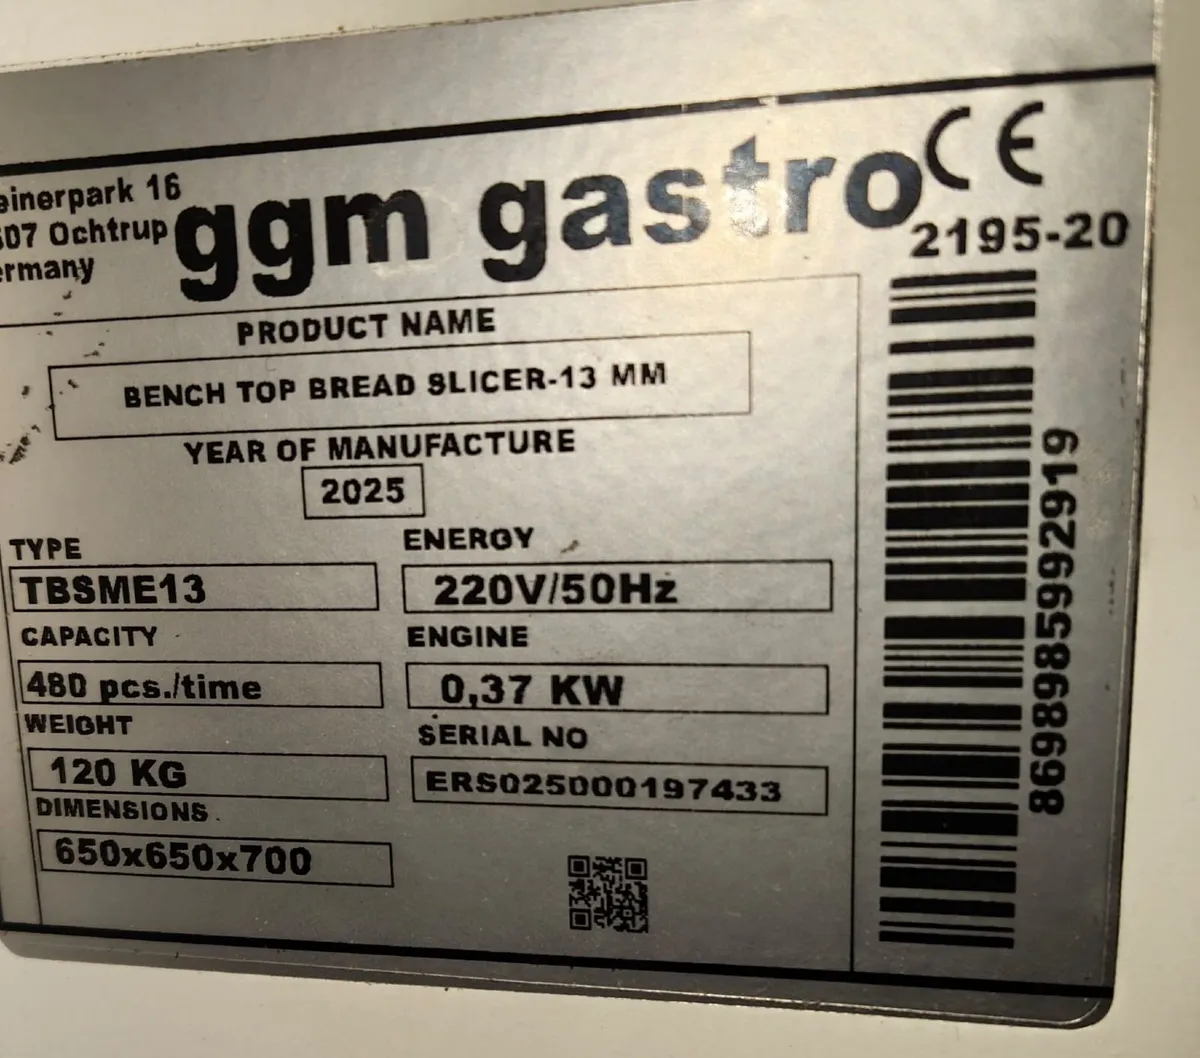 einerpark 16
607 Ochtrup
ermany
ggm gastro
CE
2195-20
PRODUCT NAME
BENCH TOP BREAD SLICER-13 MM
YEAR OF MANUFACTURE
2025
TYPE
TBSME13
ENERGY
220V/50Hz
CAPACITY
480 pcs./time
ENGINE
0,37 KW
WEIGHT
120 KG
SERIAL NO
ERS025000197433
DIMENSIONS
650x650x700
8698985992919